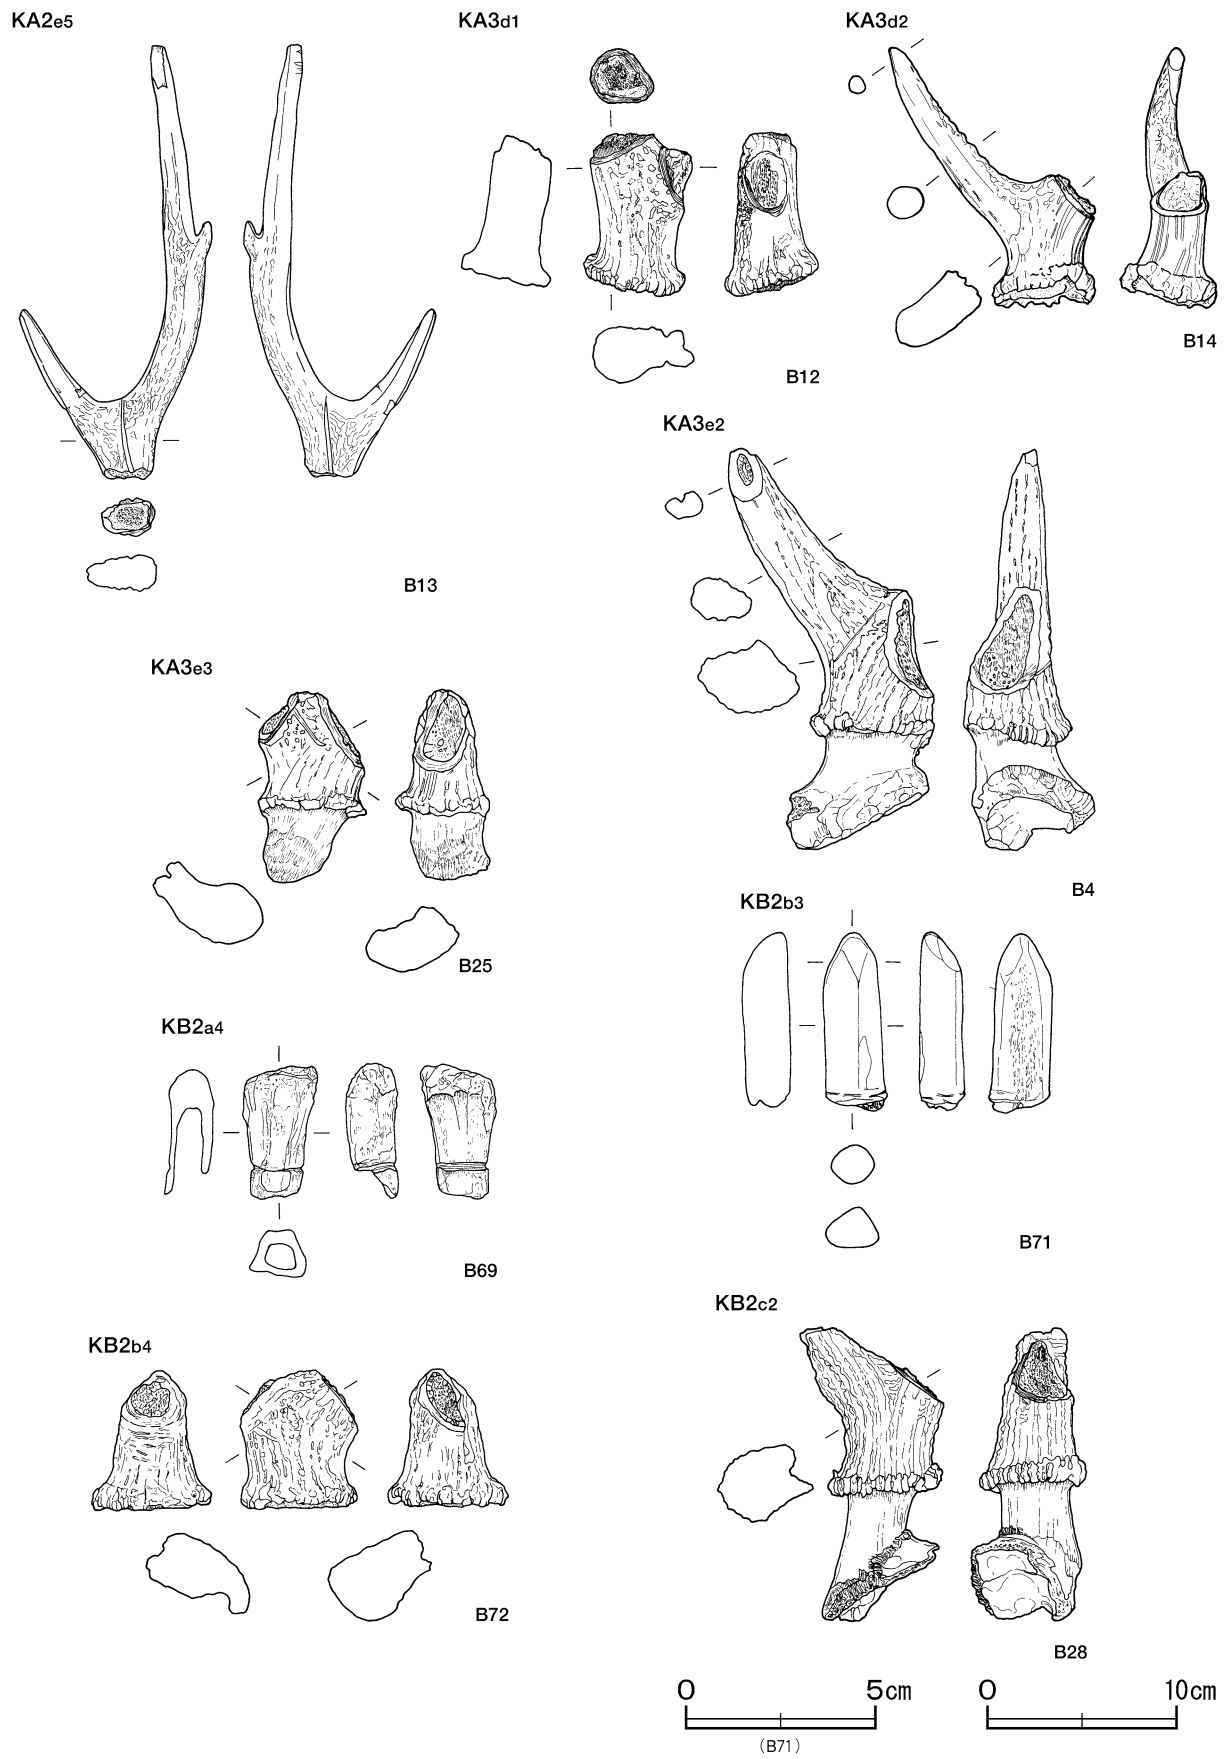 KA2e5
KA3d1
KA3d2
B14
B12
KA3e2
B13
KA3e3
B4
KB2b3
B25
KB2a4
B71
B69
KB2c2
KB2b4
B72
B28
0 5cm
(B71)
0 10cm